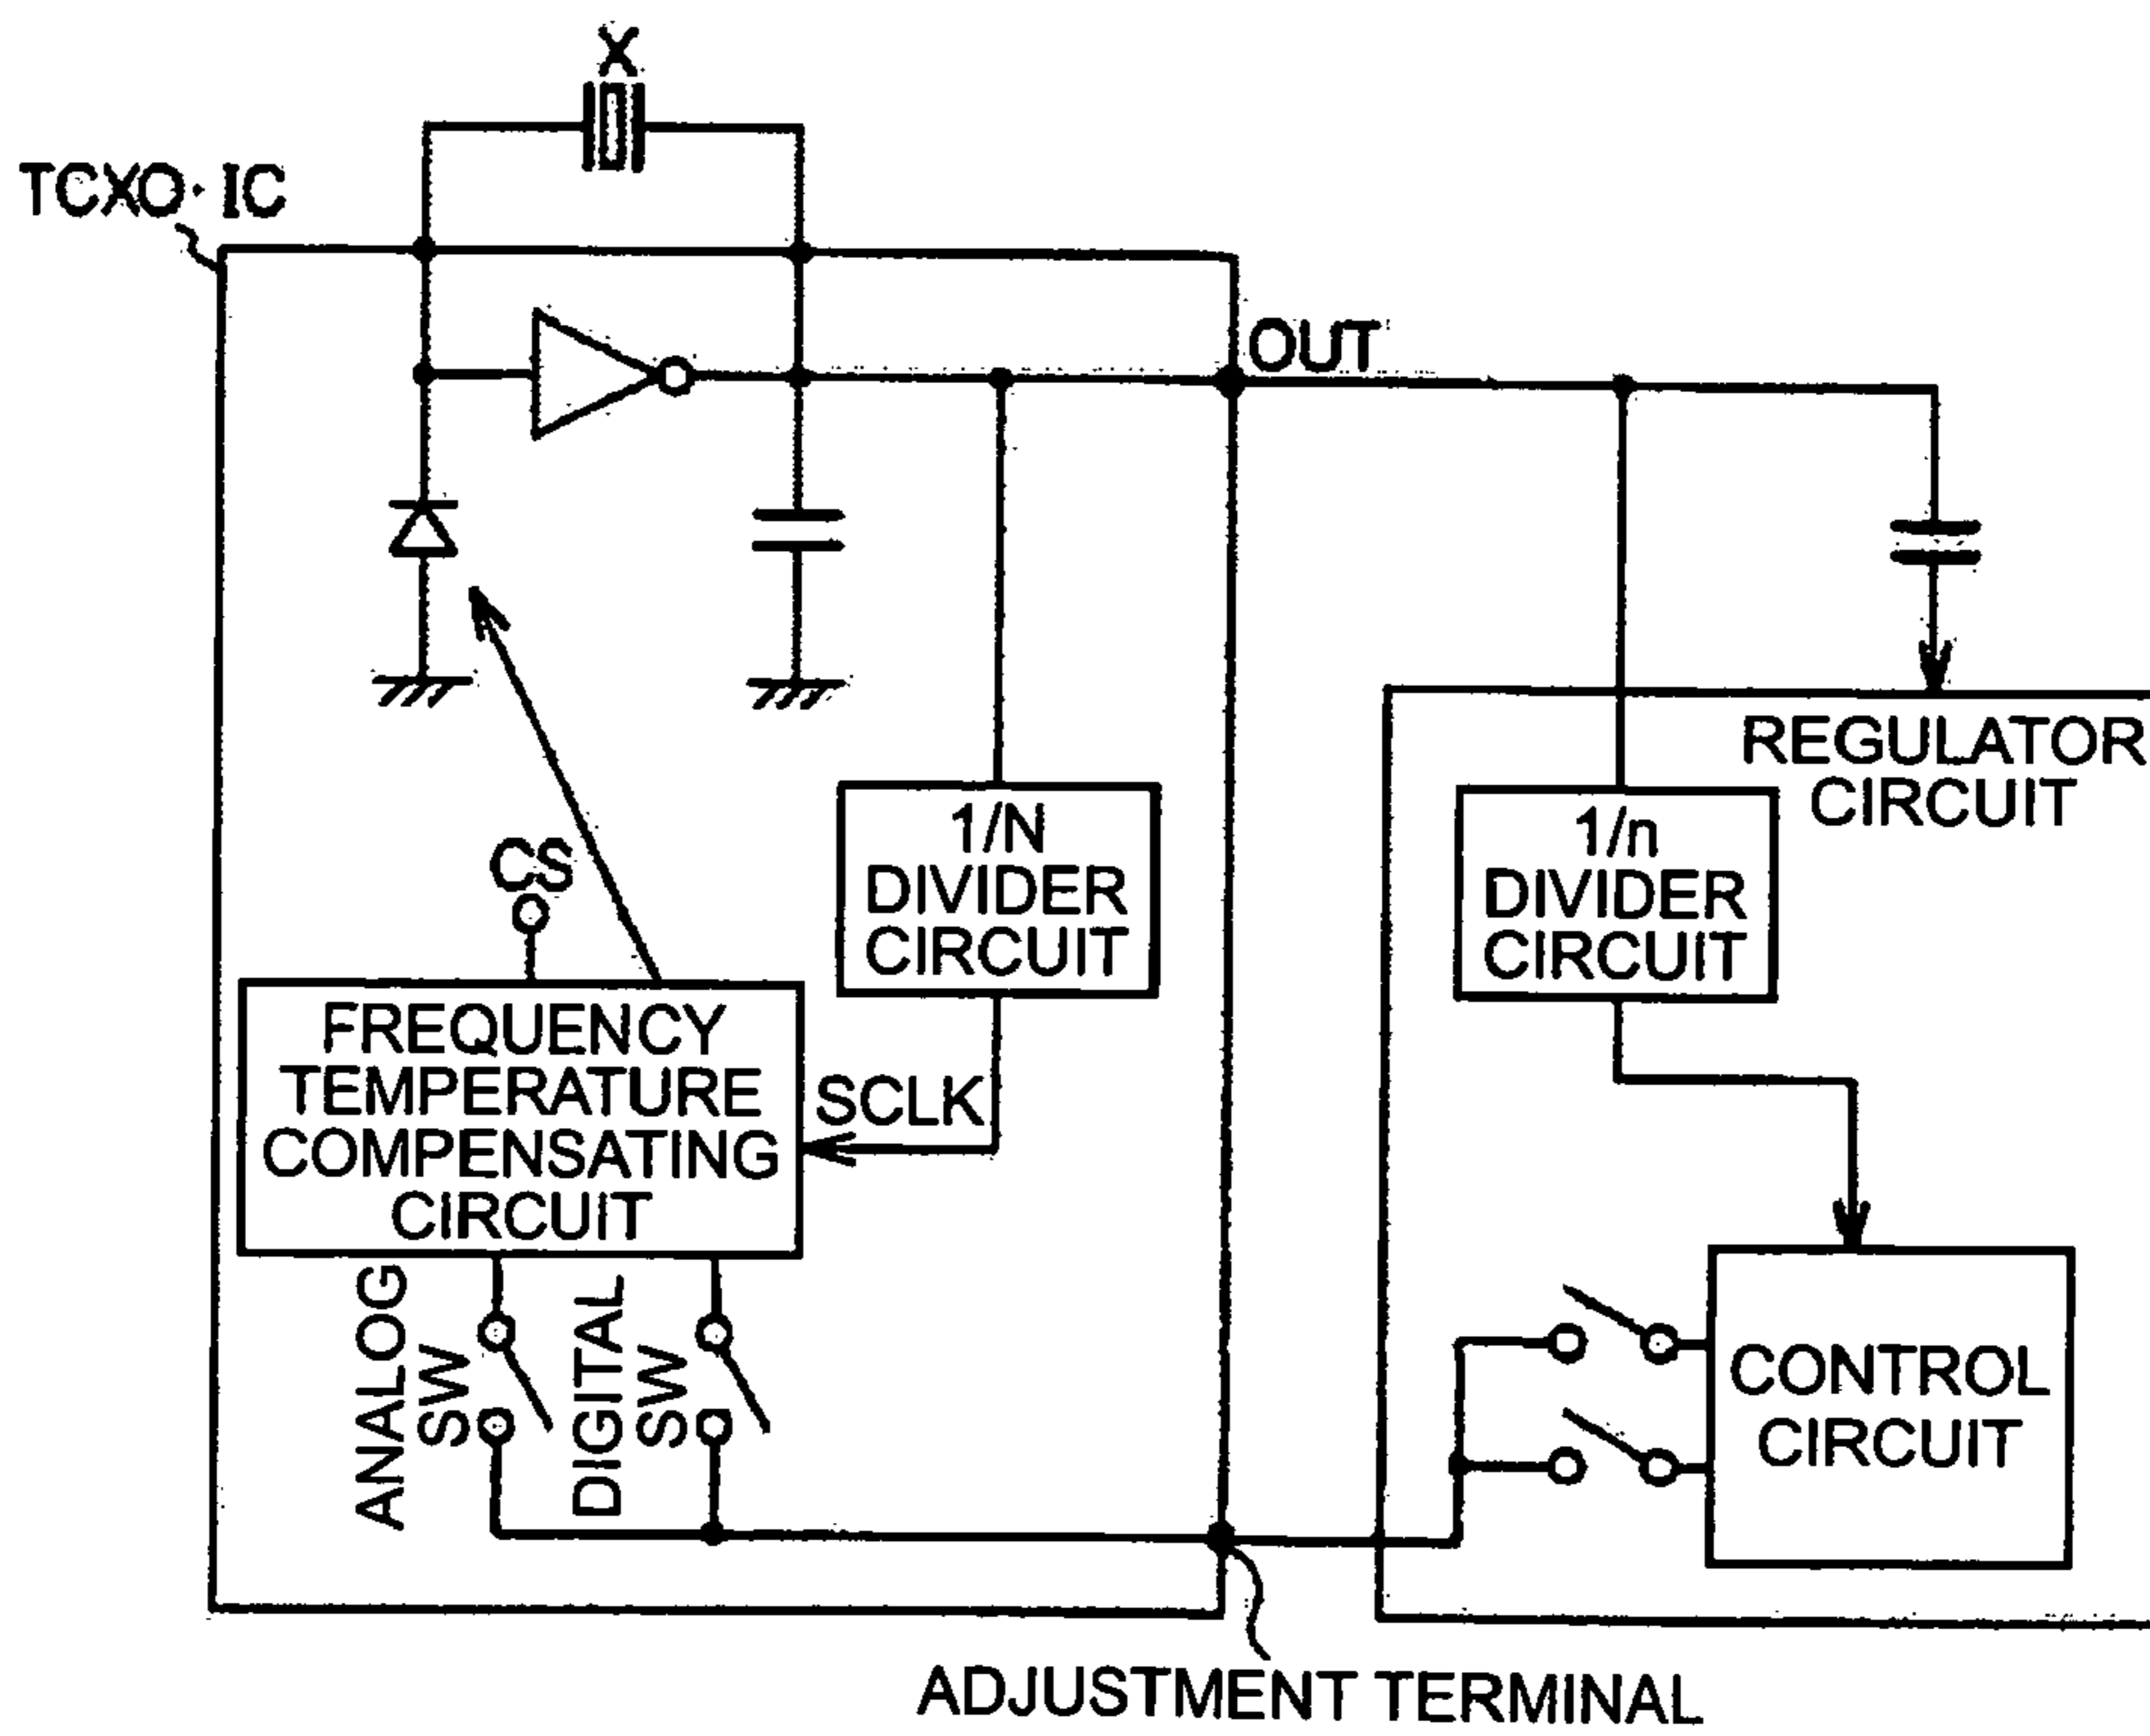 X
TCXO· IC
OUT
REGULATOR
CIRCUIT
1/N
DIVIDER
CIRCUIT
1/n
DIVIDER
CIRCUIT
CS
FREQUENCY
TEMPERATURE
COMPENSATING
CIRCUIT
SCLK
ANALOG
SW
DIGITAL
SW
CONTROL
CIRCUIT
ADJUSTMENT TERMINAL